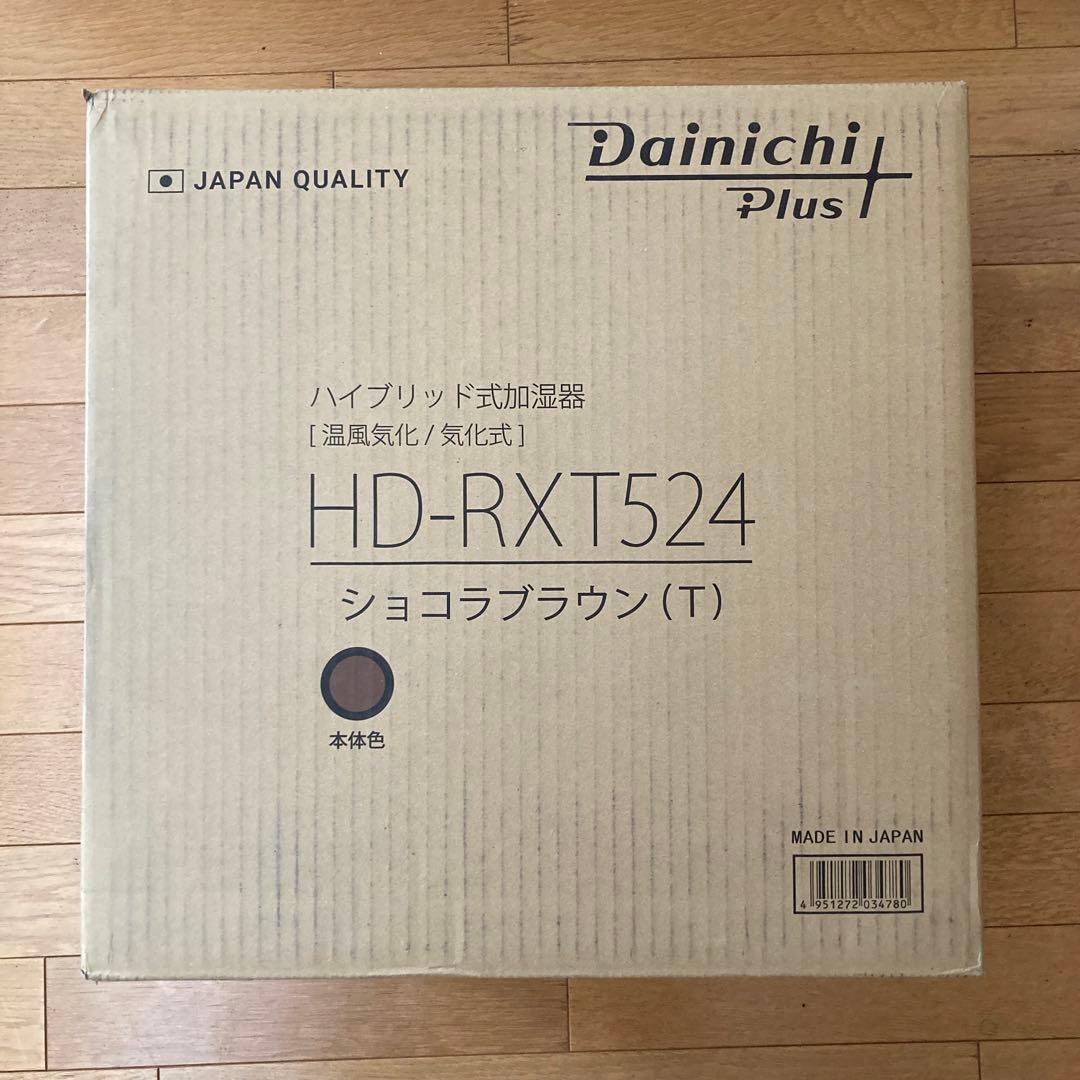 JAPAN QUALITY
Dainichi
Plus
ハイブリッド式加湿器
[ 温風気化 / 気化式 ]
HD-RXT524
ショコラブラウン(T)
本体色
MADE IN JAPAN
4 951272 034780